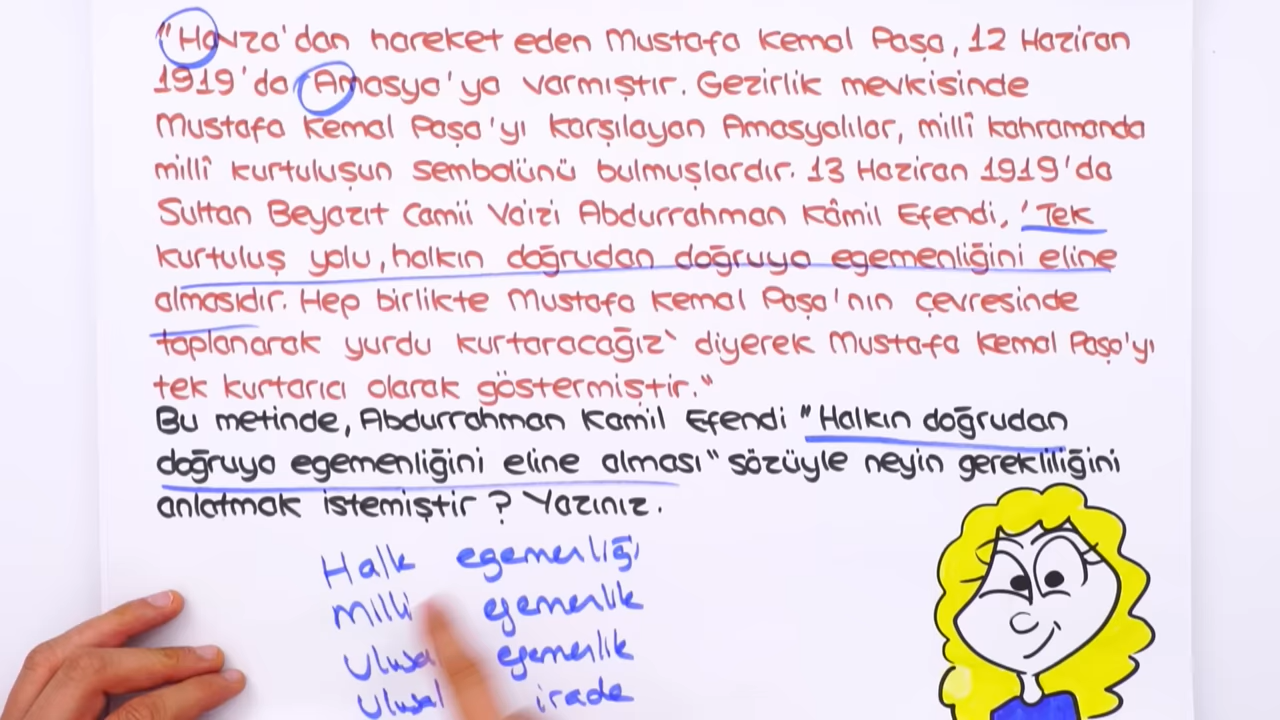 "Havza'dan hareket eden Mustafa Kemal Paşa, 12 Haziran
1919'da Amasya'ya varmıştır. Gezirlik mevkisinde
Mustafa Kemal Paşa'yı karşılayan Amasyalılar, millî kahramanda
millî kurtuluşun sembolünü bulmuşlardır. 13 Haziran 1919'da
Sultan Beyazıt Camii Vaizi Abdurrahman Kâmil Efendi, 'Tek
kurtuluş yolu, halkın doğrudan doğruya egemenliğini eline
almasıdır. Hep birlikte Mustafa Kemal Paşa'nın çevresinde
toplanarak yurdu kurtaracağız' diyerek Mustafa Kemal Paşa'yı
tek kurtarıcı olarak göstermiştir."
Bu metinde, Abdurrahman Kamil Efendi "Halkın doğrudan
doğruya egemenliğini eline alması" sözüyle neyin gerekliliğini
anlatmak istemiştir? Yazınız.
Halk egemenliği
Milli egemenlik
Ulusal egemenlik
Ulusal irade